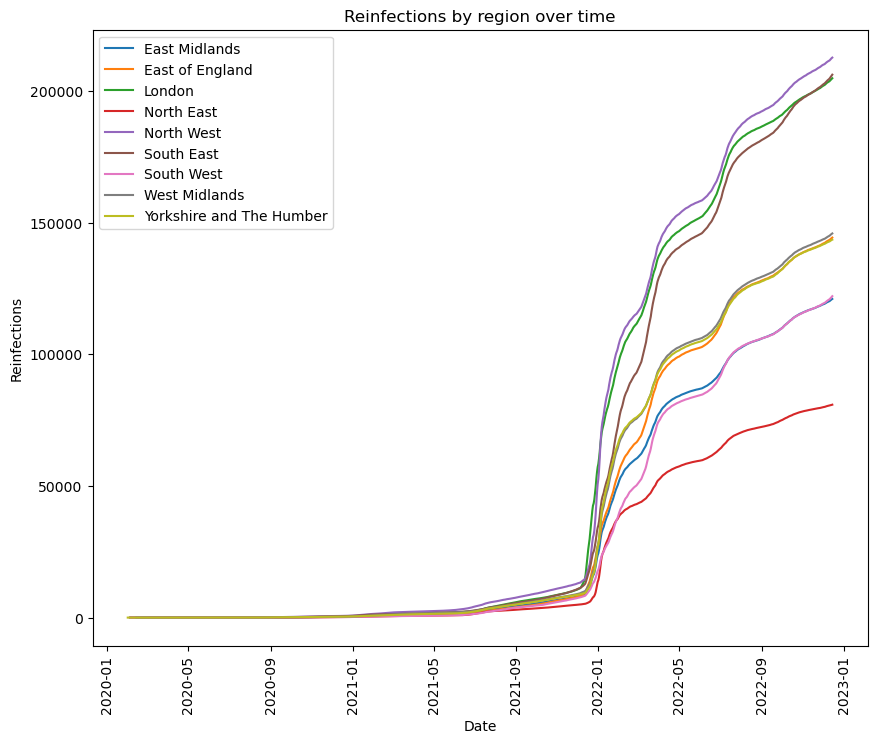 Reinfections by region over time
East Midlands
East of England
London
North East
North West
South East
South West
West Midlands
Yorkshire and The Humber
200000
150000
100000
50000
0
Reinfections
2020-01
2020-05
2020-09
2021-01
2021-05
2021-09
2022-01
2022-05
2022-09
2023-01
Date